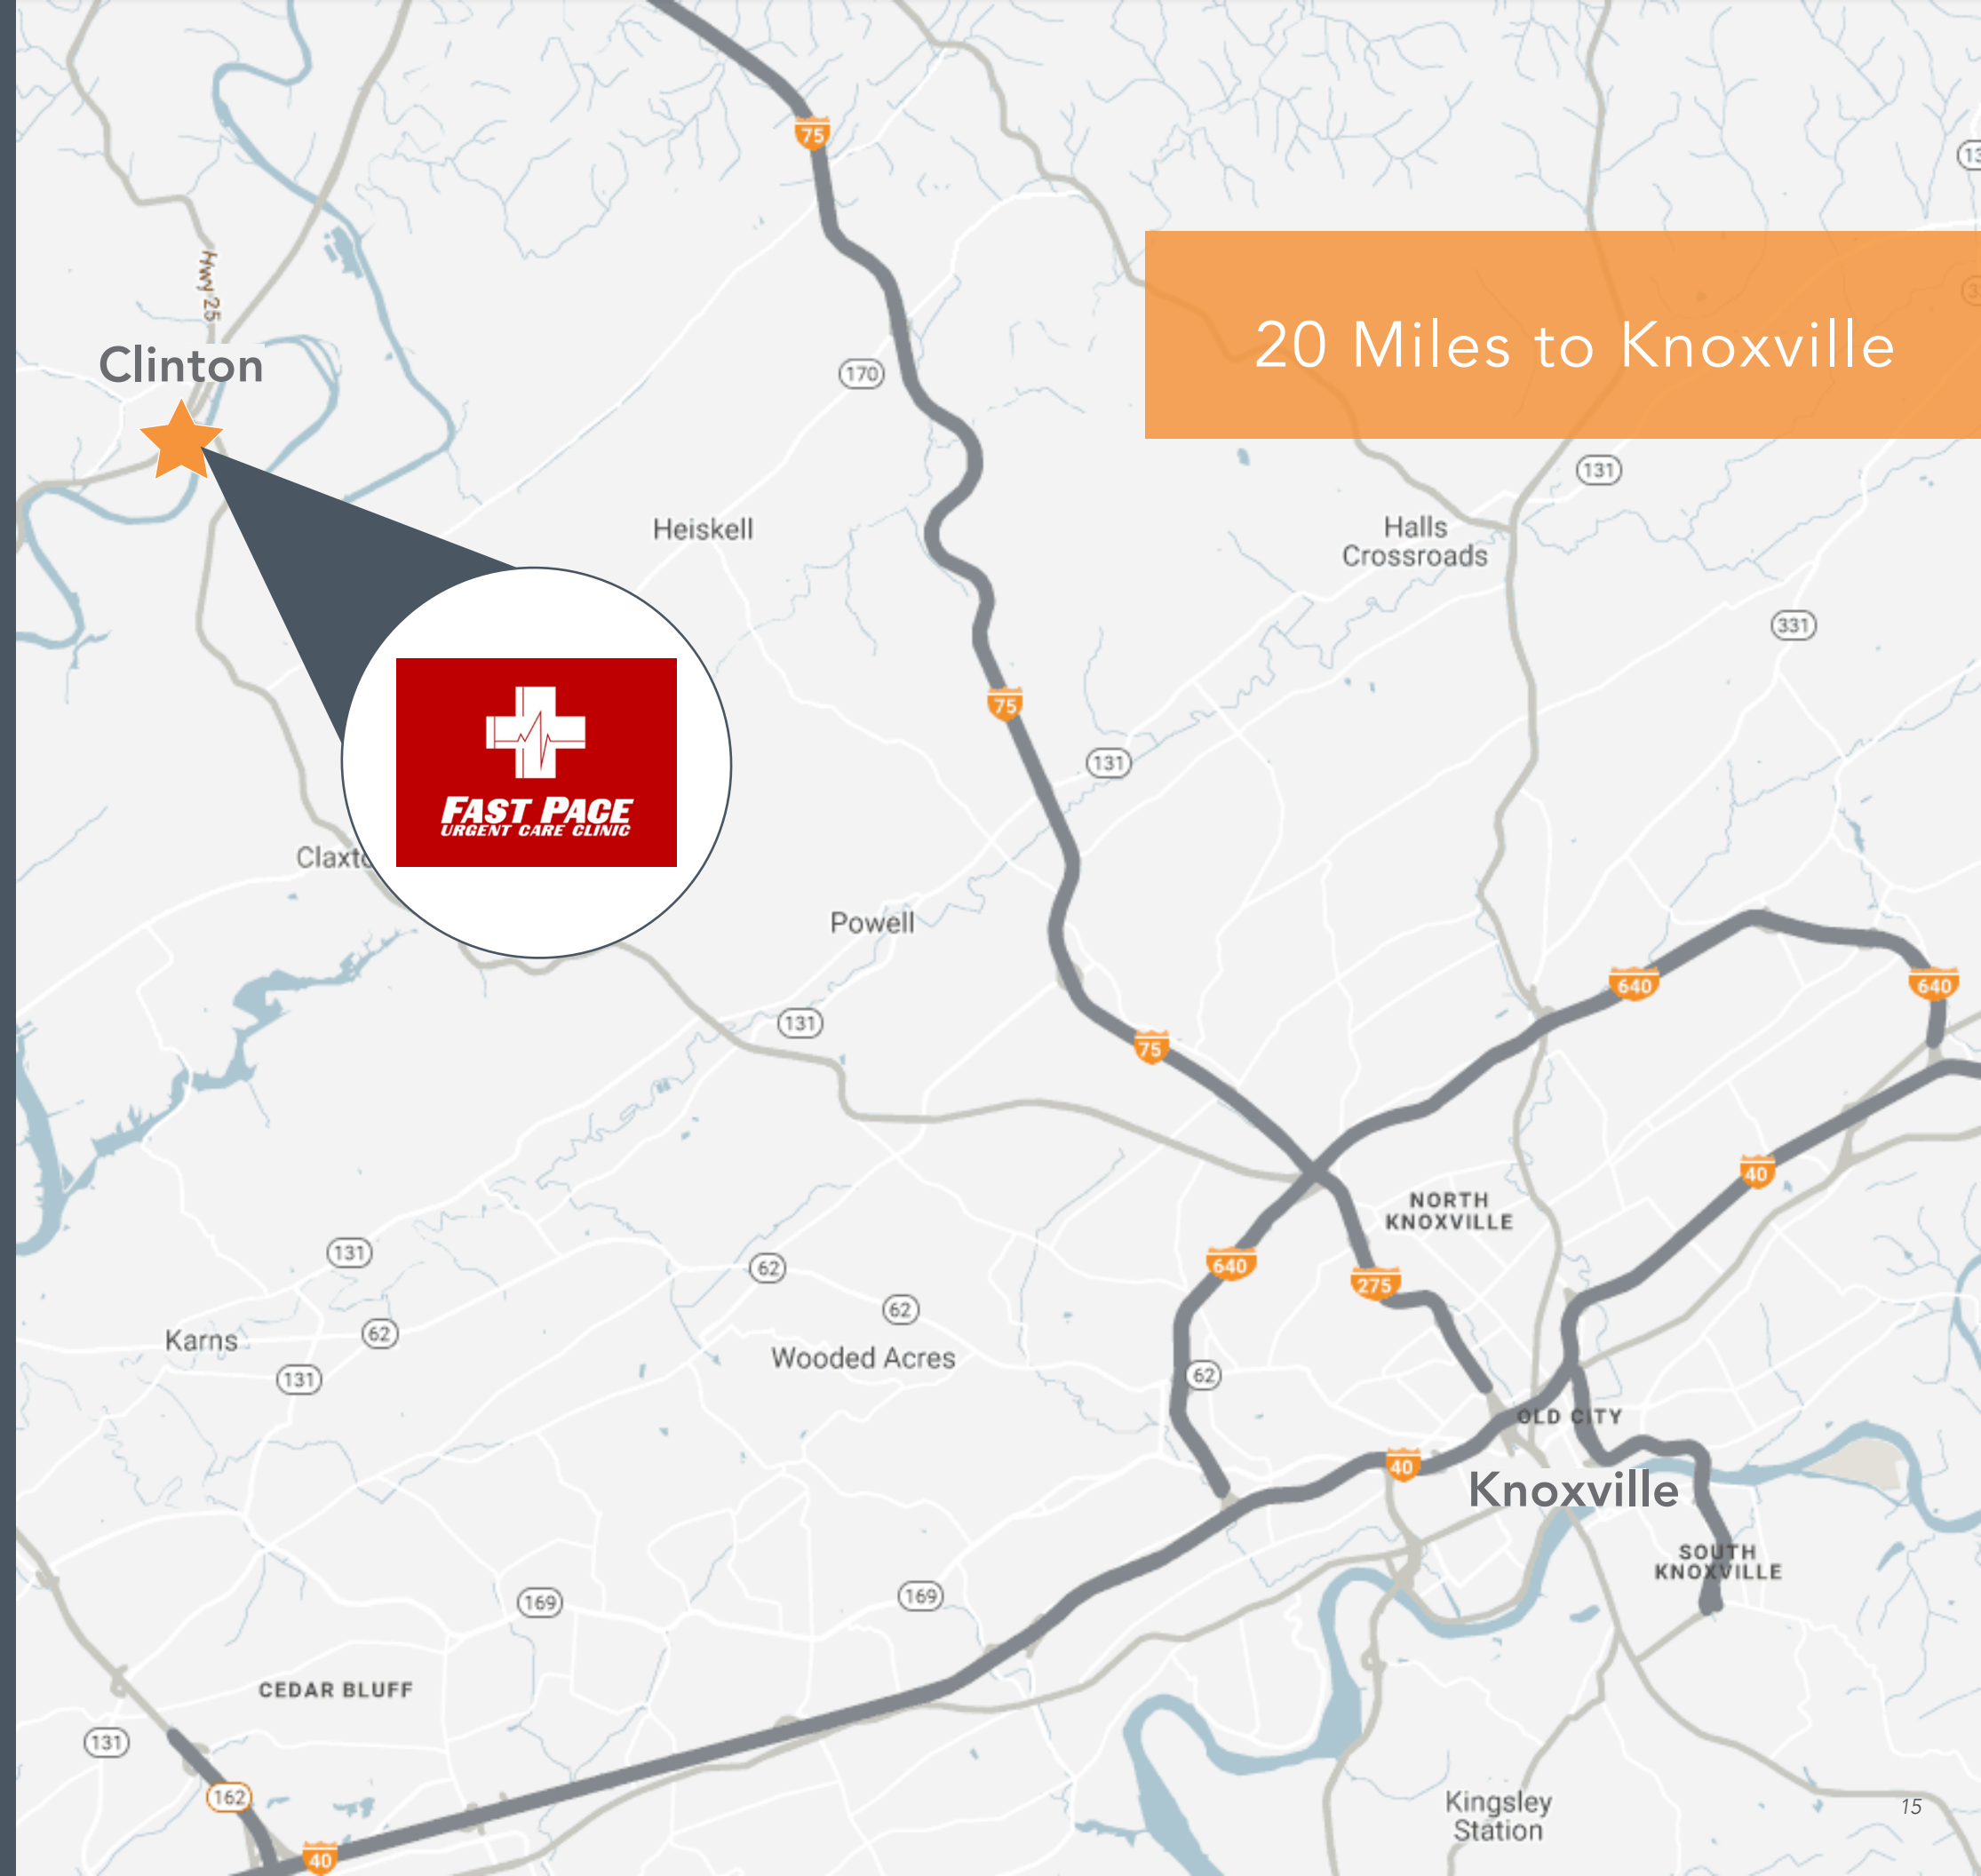 75
Hwy 25
20 Miles to Knoxville
Clinton
170
131
Heiskell
Halls
Crossroads
331
75
131
FAST PACE
URGENT CARE CLINIC
Powell
640
640
131
75
40
NORTH
KNOXVILLE
131
62
640
275
62
Karns
62
Wooded Acres
131
62
OLD CITY
40
Knoxville
SOUTH
KNOXVILLE
169
169
CEDAR BLUFF
131
162
Kingsley
Station
15
40